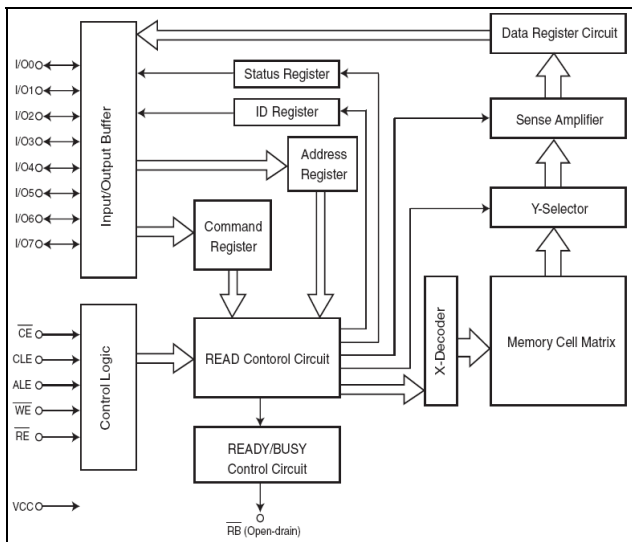 Data Register Circuit
I/O0
I/O1
I/O2
I/O3
I/O4
I/O5
I/O6
I/O7
Input/Output Buffer
Status Register
ID Register
Sense Amplifier
Address
Register
Command
Register
Y-Selector
CE
CLE
ALE
WE
RE
VCC
Control Logic
READ Contorol Circuit
X-Decoder
Memory Cell Matrix
READY/BUSY
Control Circuit
RB (Open-drain)